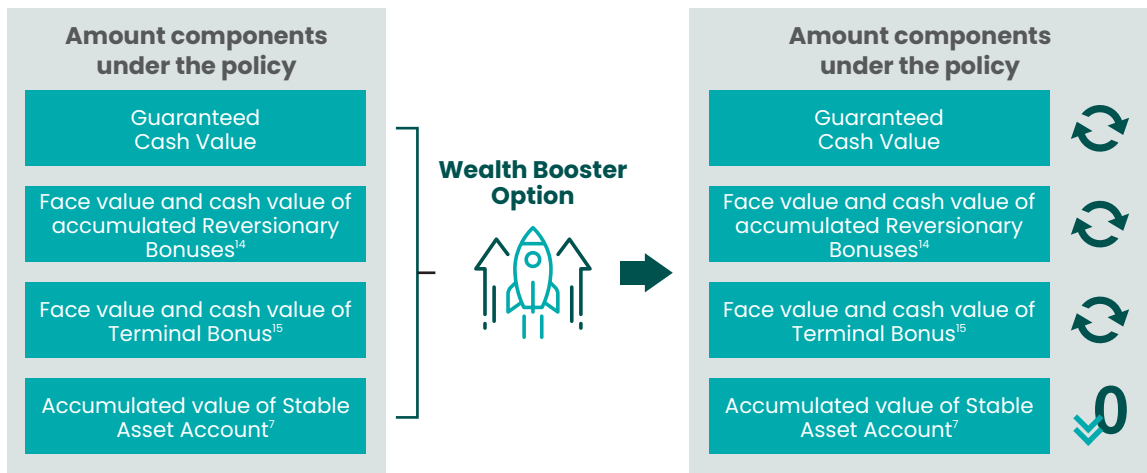 Amount components
under the policy
Guaranteed
Cash Value
Face value and cash value of
accumulated Reversionary
Bonuses¹⁴
Face value and cash value of
Terminal Bonus¹⁵
Accumulated value of Stable
Asset Account⁷
Wealth Booster
Option
Amount components
under the policy
Guaranteed
Cash Value
Face value and cash value of
accumulated Reversionary
Bonuses¹⁴
Face value and cash value of
Terminal Bonus¹⁵
Accumulated value of Stable
Asset Account⁷
0